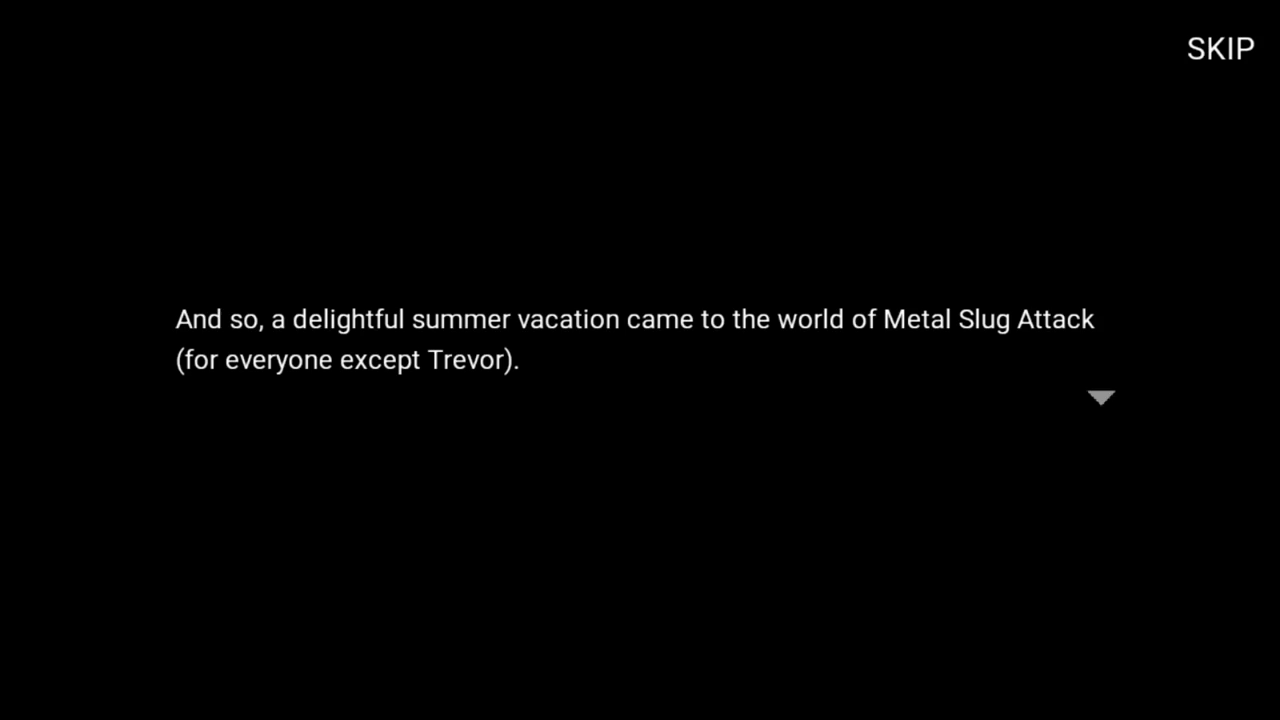 SKIP
And so, a delightful summer vacation came to the world of Metal Slug Attack
(for everyone except Trevor).